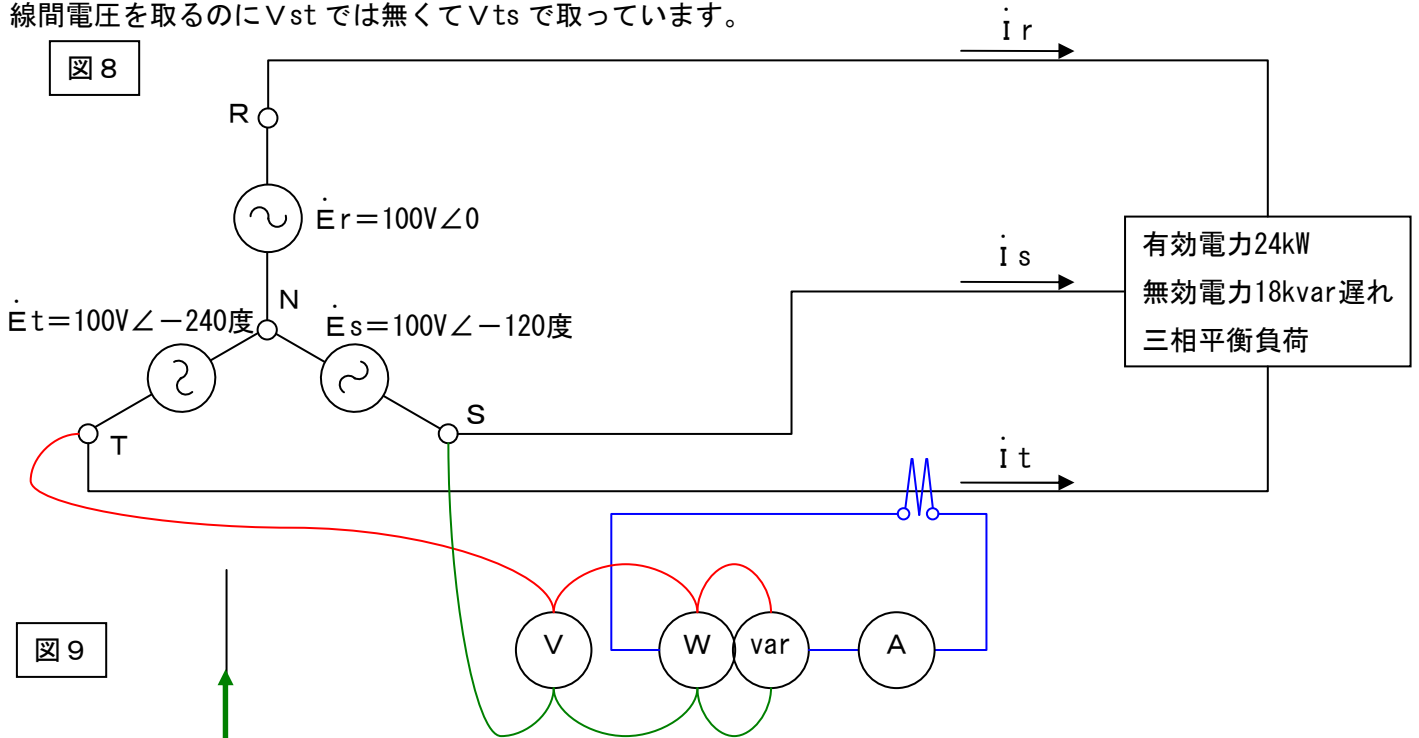 線間電圧を取るのにVst では無くてVts で取っています。
図8
İr
R
Ėr=100V∠0
有効電力24kW
無効電力18kvar遅れ
三相平衡負荷
İs
N
Ėt=100V∠-240度
Ės=100V∠-120度
S
T
İt
図9
V
W
var
A